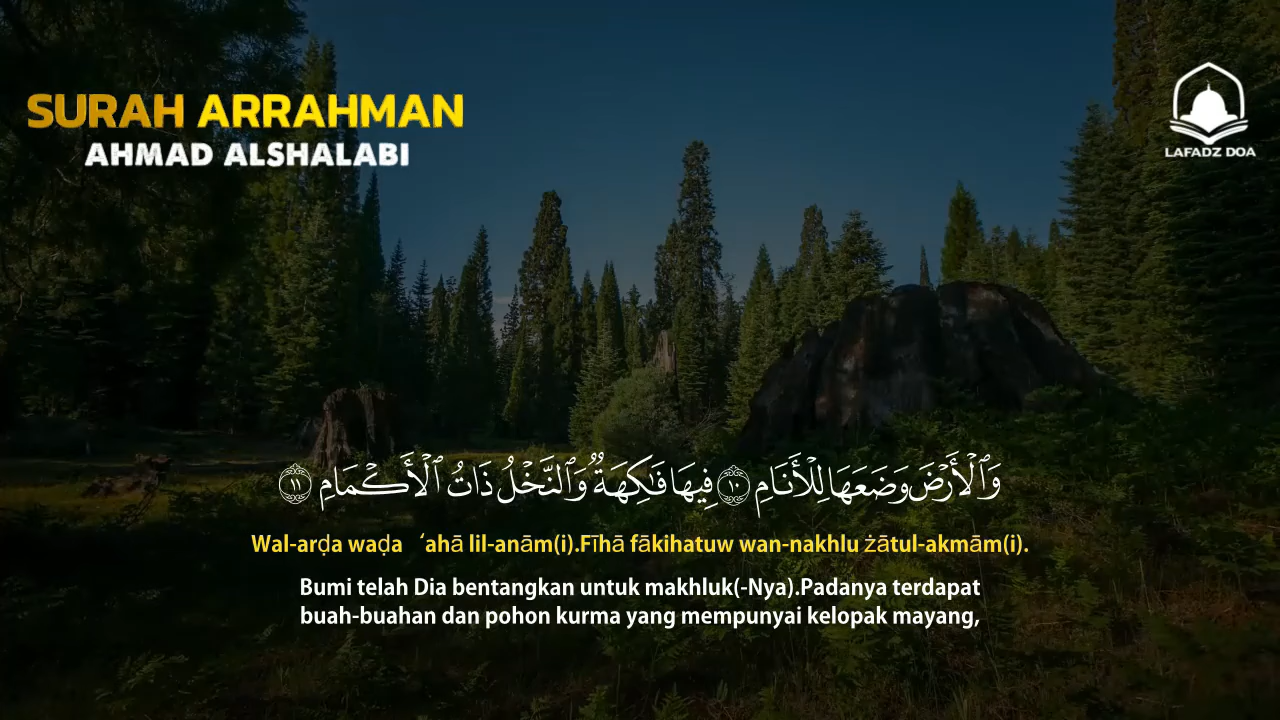 SURAH ARRAHMAN
AHMAD ALSHALABI
LAFADZ DOA
وَٱلْأَرْضَ وَضَعَهَا لِلْأَنَامِ ١٠ فِيهَا فَٰكِهَةٌ وَٱلنَّخْلُ ذَاتُ ٱلْأَكْمَامِ ١١
Wal-arḍa waḍa ‘ahā lil-anām(i).Fīhā fākihatuw wan-nakhlu żātul-akmām(i).
Bumi telah Dia bentangkan untuk makhluk(-Nya).Padanya terdapat
buah-buahan dan pohon kurma yang mempunyai kelopak mayang,